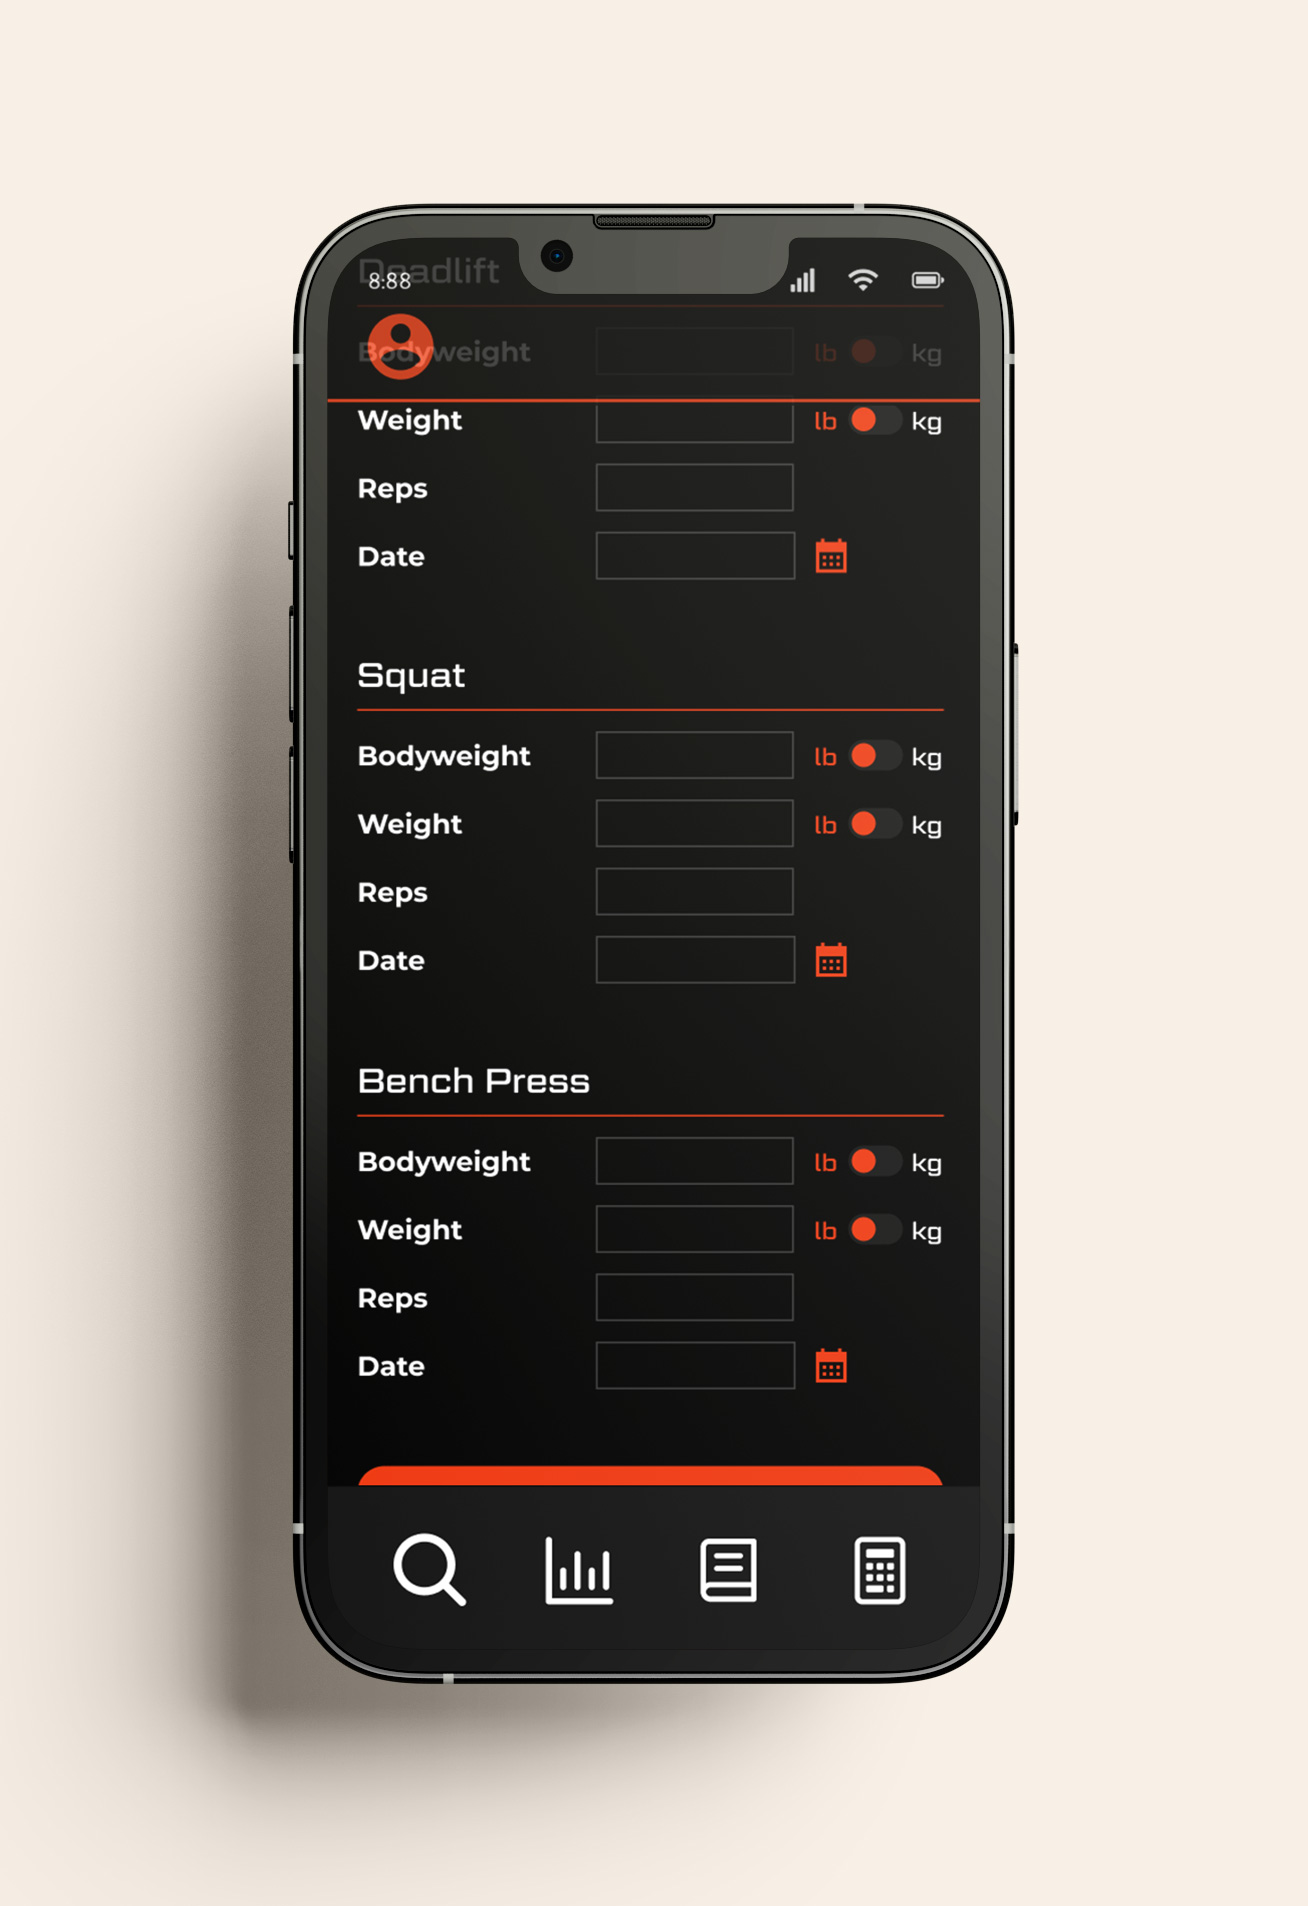 Deadlift
8:88
Bodyweight lb kg
Weight lb kg
Reps
Date
Squat
Bodyweight lb kg
Weight lb kg
Reps
Date
Bench Press
Bodyweight lb kg
Weight lb kg
Reps
Date